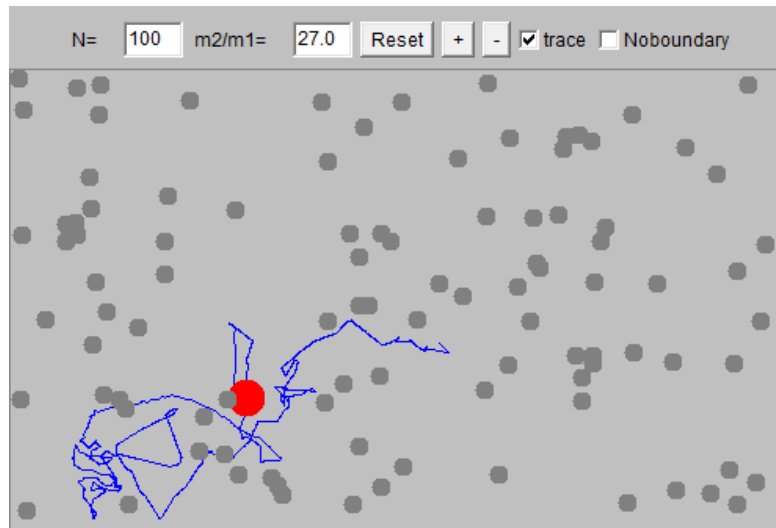 N= 100 m2/m1= 27.0 Reset + - trace Noboundary